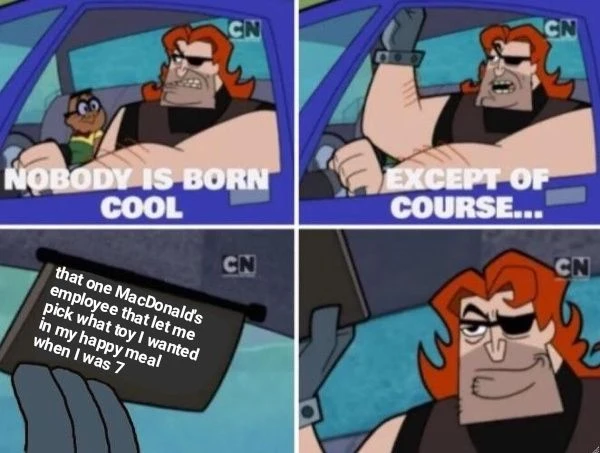 CN
CN
NOBODY IS BORN
COOL
EXCEPT OF
COURSE...
CN
CN
that one MacDonald's
employee that let me
pick what toy I wanted
in my happy meal
when I was 7